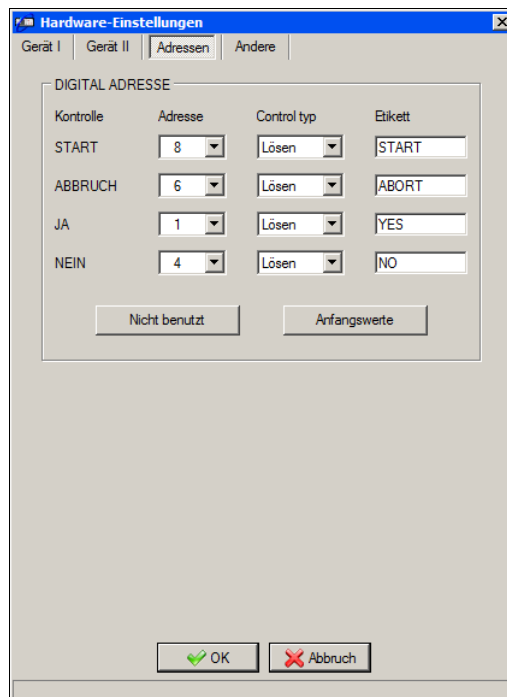 Hardware-Einstellungen
Gerät I Gerät II Adressen Andere
DIGITAL ADRESSE
Kontrolle Adresse Control typ Etikett
START 8 Lösen START
ABBRUCH 6 Lösen ABORT
JA 1 Lösen YES
NEIN 4 Lösen NO
Nicht benutzt Anfangswerte
OK Abbruch